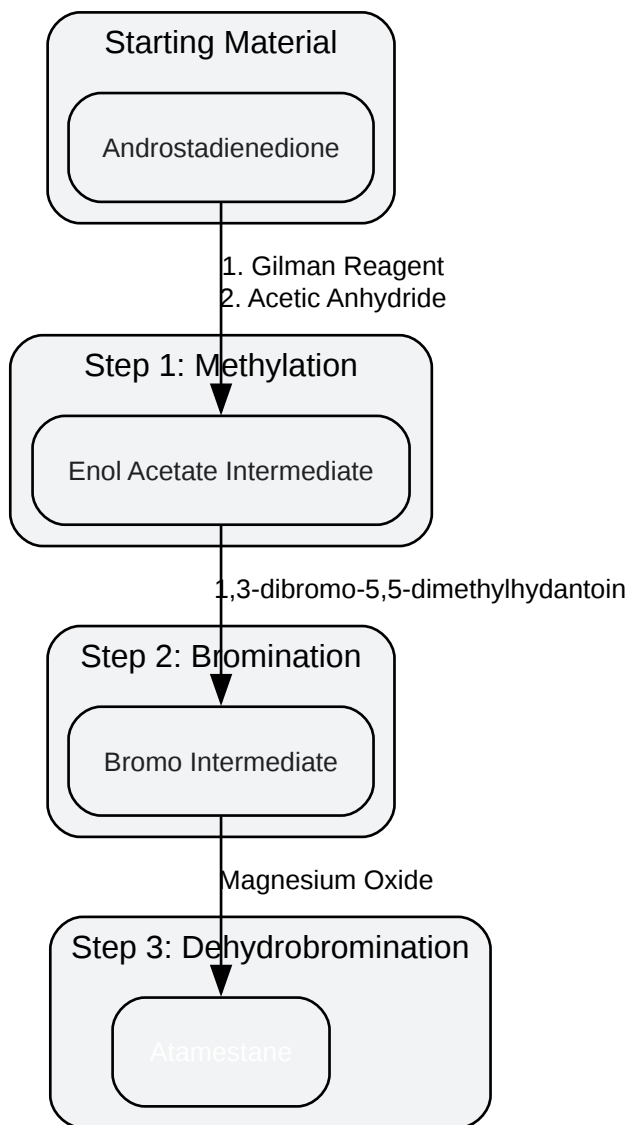 Starting Material
Androstadienedione
1. Gilman Reagent
2. Acetic Anhydride
Step 1: Methylation
Enol Acetate Intermediate
1,3-dibromo-5,5-dimethylhydantoin
Step 2: Bromination
Bromo Intermediate
Magnesium Oxide
Step 3: Dehydrobromination
Atamestane